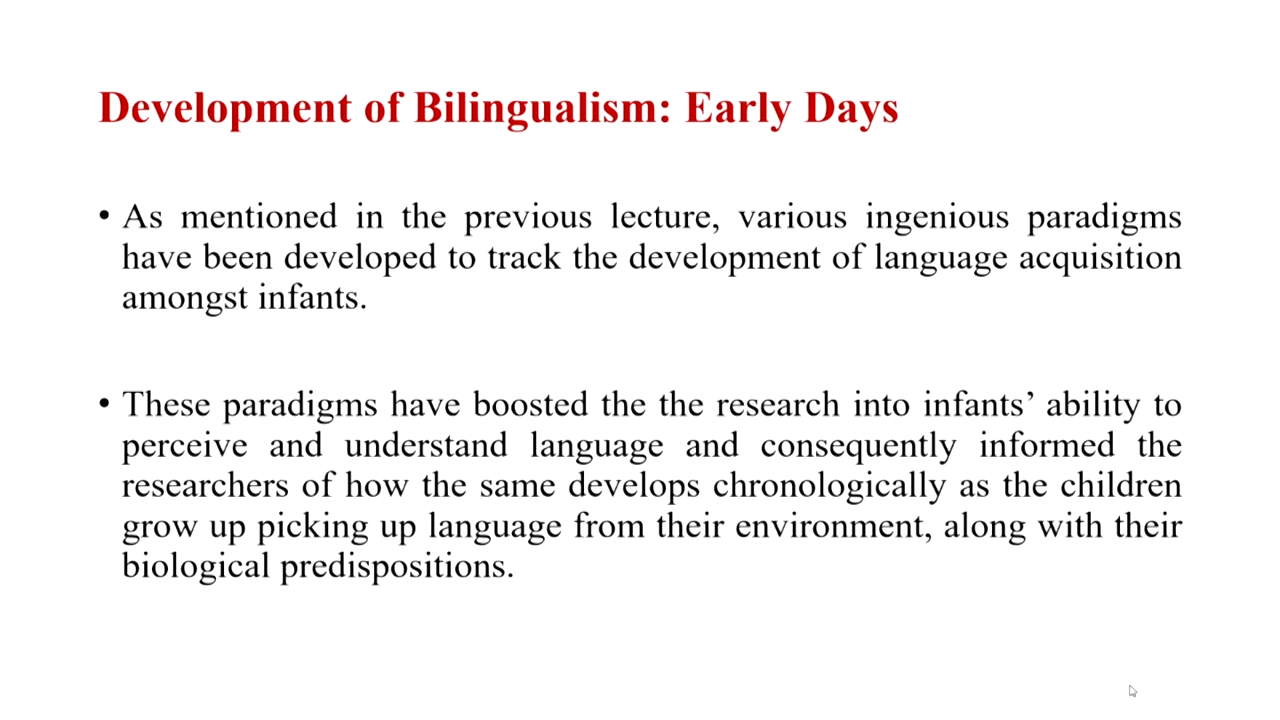 Development of Bilingualism: Early Days
• As mentioned in the previous lecture, various ingenious paradigms
have been developed to track the development of language acquisition
amongst infants.
• These paradigms have boosted the the research into infants’ ability to
perceive and understand language and consequently informed the
researchers of how the same develops chronologically as the children
grow up picking up language from their environment, along with their
biological predispositions.